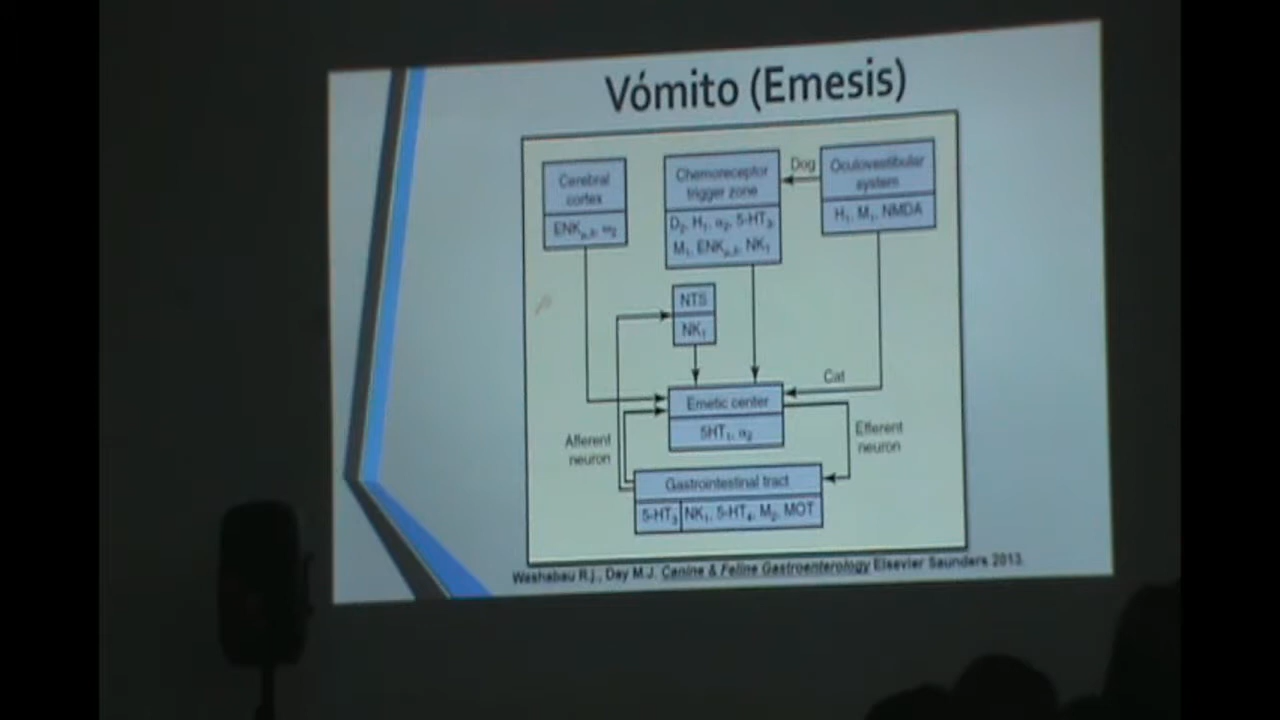 Vómito (Emesis)
Cerebral
cortex
ENKμ,δ, α2
Chemoreceptor
trigger zone
D2, H1, α2, 5-HT3,
M1, ENKμ,δ, NK1
Dog
Oculovestibular
system
H1, M1, NMDA
NTS
NK1
Cat
Emetic center
5HT1, α2
Afferent
neuron
Efferent
neuron
Gastrointestinal tract
5-HT3 NK1, 5-HT4, M2, MOT
Washabau R.j., Day M.J. Canine & Feline Gastroenterology Elsevier Saunders 2013.